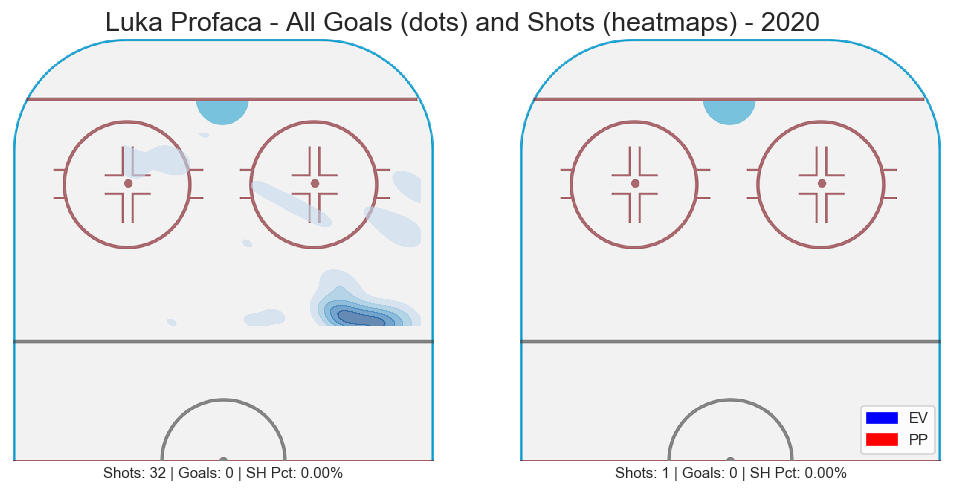 Luka Profaca - All Goals (dots) and Shots (heatmaps) - 2020
EV
PP
Shots: 32 | Goals: 0 | SH Pct: 0.00%
Shots: 1 | Goals: 0 | SH Pct: 0.00%